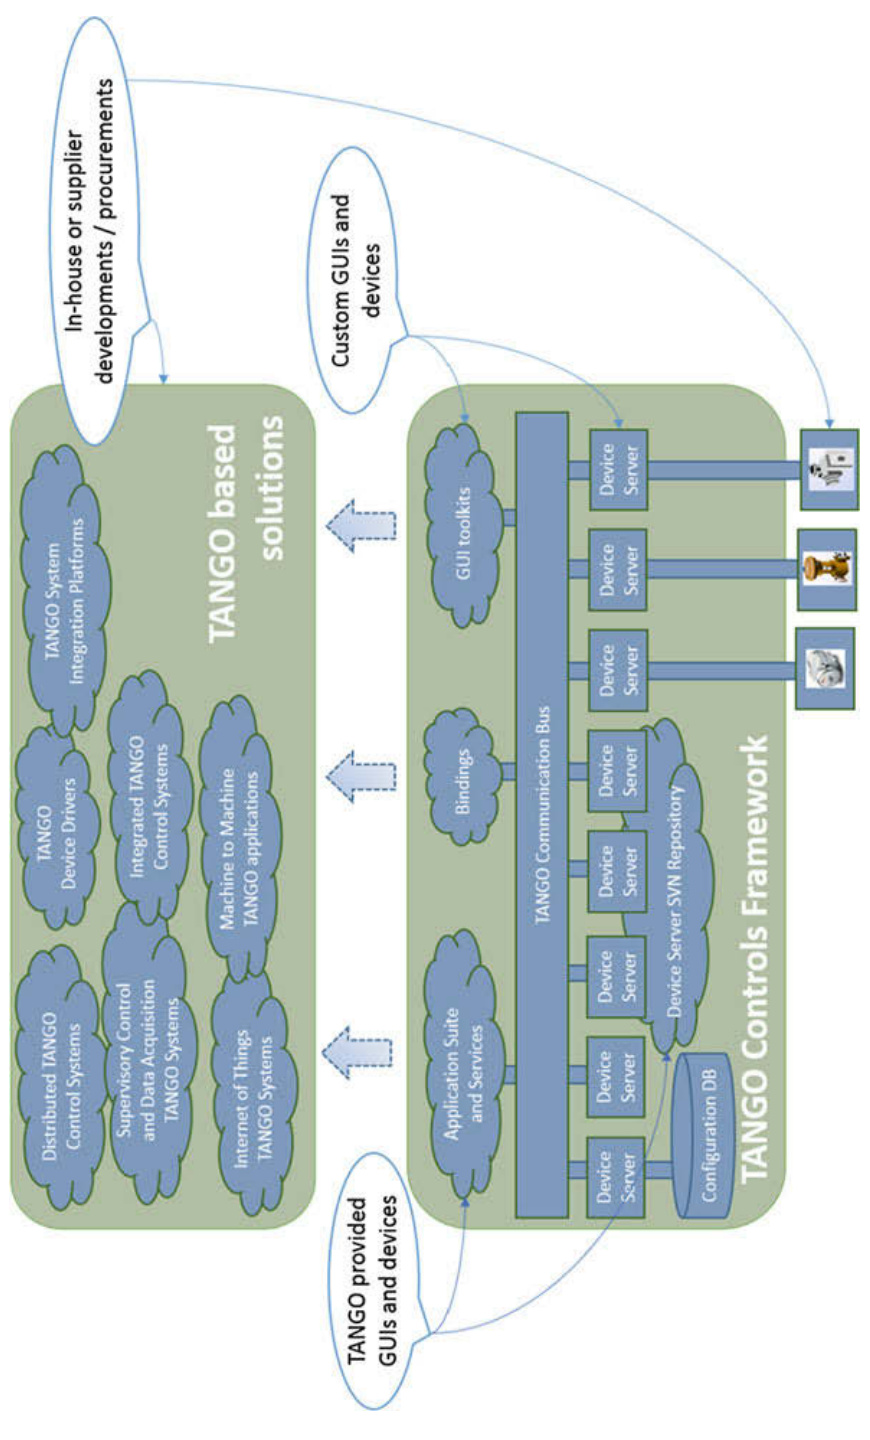 In-house or supplier
developments / procurements
Distributed TANGO
Control Systems
TANGO
Device Drivers
TANGO System
Integration Platforms
Supervisory Control
and Data Acquisition
TANGO Systems
Integrated TANGO
Control Systems
Internet of Things
TANGO Systems
Machine to Machine
TANGO applications
TANGO based
solutions
TANGO provided
GUIs and devices
Custom GUIs and
devices
Application Suite
and Services
Bindings
GUI toolkits
TANGO Communication Bus
Device
Server
Device
Server
Device
Server
Device
Server
Device
Server
Device
Server
Device
Server
Device
Server
Configuration DB
Device Server SVN Repository
TANGO Controls Framework